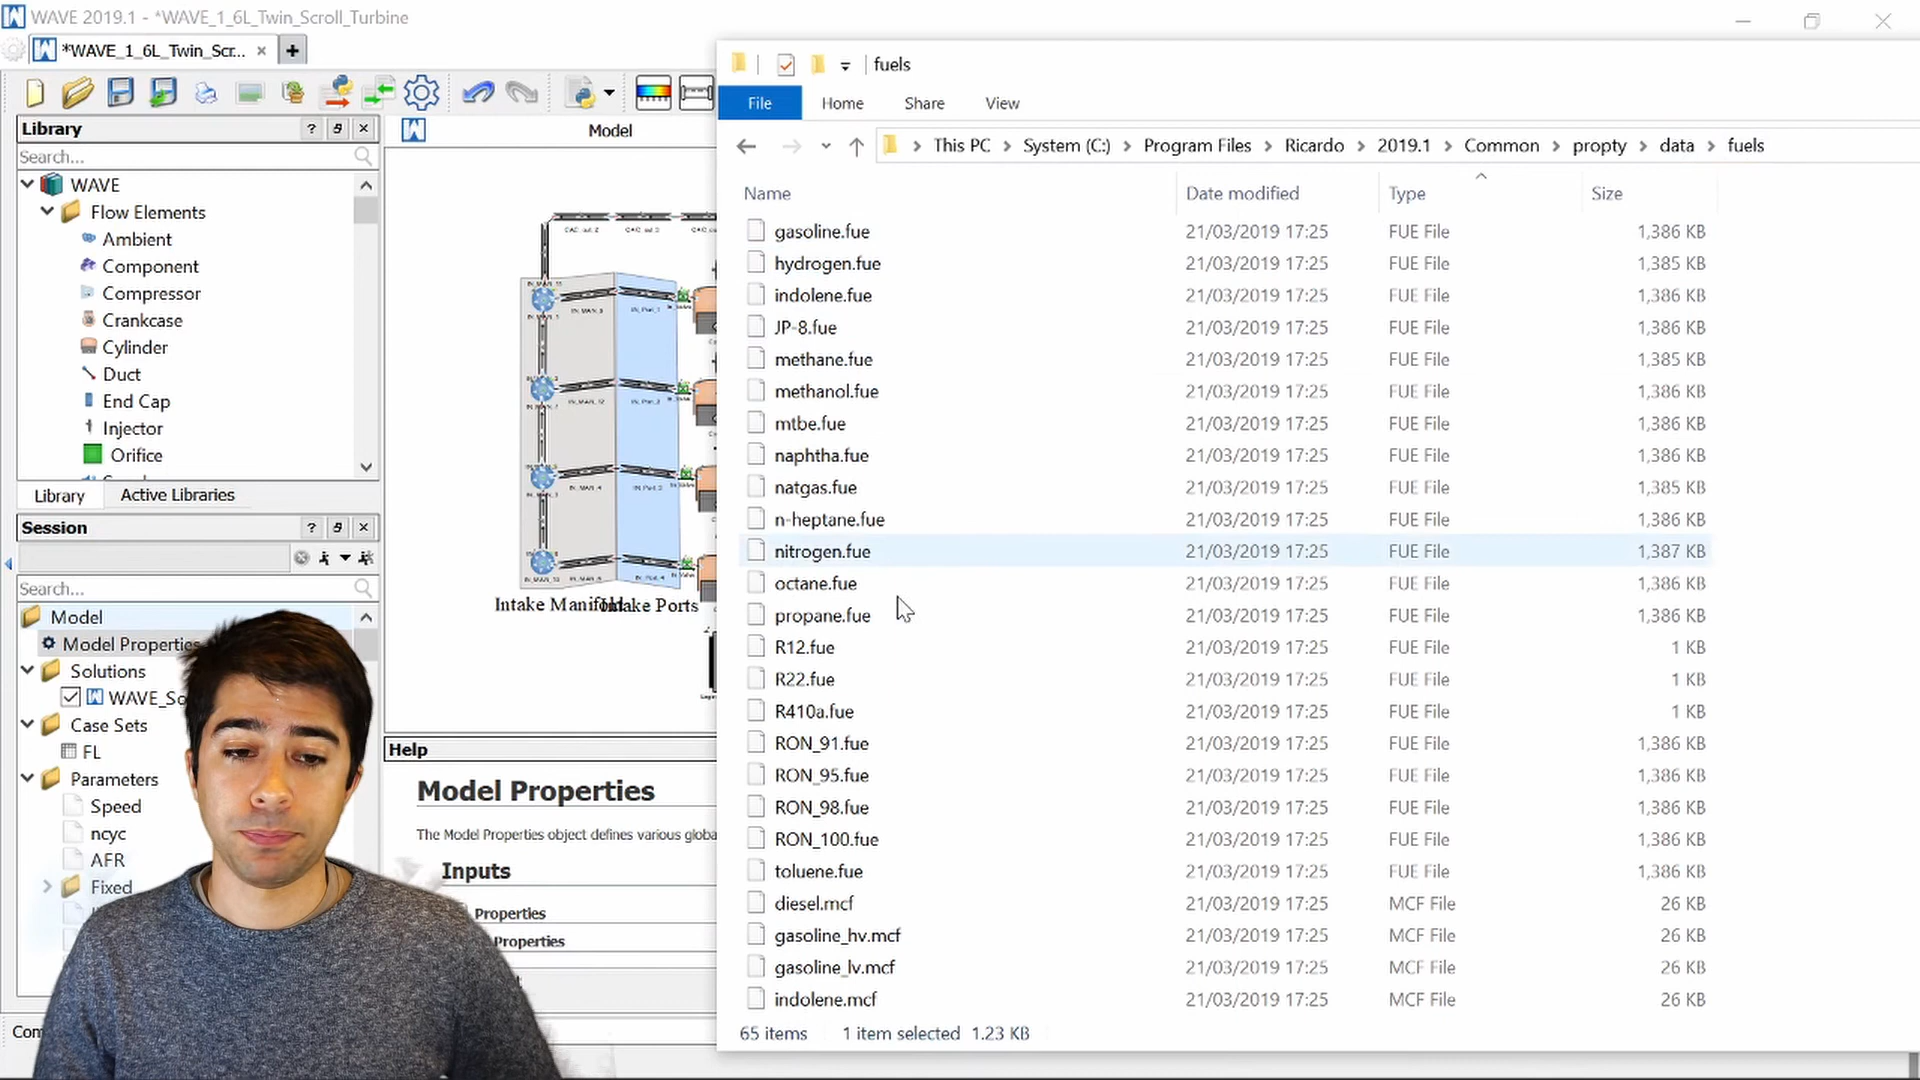 WAVE 2019.1 - *WAVE_1_6L_Twin_Scroll_Turbine
*WAVE_1_6L_Twin_Scr...
Library
Search...
WAVE
Flow Elements
Ambient
Component
Compressor
Crankcase
Cylinder
Duct
End Cap
Injector
Orifice
Library
Active Libraries
Session
Search...
Model
Model Properties
Solutions
WAVE_So
Case Sets
FL
Parameters
Speed
ncyc
AFR
Fixed
Com
Model
Intake Manifold
Intake Ports
Help
Model Properties
The Model Properties object defines various globa
Inputs
Properties
Properties
fuels
File
Home
Share
View
This PC > System (C:) > Program Files > Ricardo > 2019.1 > Common > propty > data > fuels
Name Date modified Type Size
gasoline.fue 21/03/2019 17:25 FUE File 1,386 KB
hydrogen.fue 21/03/2019 17:25 FUE File 1,385 KB
indolene.fue 21/03/2019 17:25 FUE File 1,386 KB
JP-8.fue 21/03/2019 17:25 FUE File 1,386 KB
methane.fue 21/03/2019 17:25 FUE File 1,385 KB
methanol.fue 21/03/2019 17:25 FUE File 1,386 KB
mtbe.fue 21/03/2019 17:25 FUE File 1,386 KB
naphtha.fue 21/03/2019 17:25 FUE File 1,386 KB
natgas.fue 21/03/2019 17:25 FUE File 1,385 KB
n-heptane.fue 21/03/2019 17:25 FUE File 1,386 KB
nitrogen.fue 21/03/2019 17:25 FUE File 1,387 KB
octane.fue 21/03/2019 17:25 FUE File 1,386 KB
propane.fue 21/03/2019 17:25 FUE File 1,386 KB
R12.fue 21/03/2019 17:25 FUE File 1 KB
R22.fue 21/03/2019 17:25 FUE File 1 KB
R410a.fue 21/03/2019 17:25 FUE File 1 KB
RON_91.fue 21/03/2019 17:25 FUE File 1,386 KB
RON_95.fue 21/03/2019 17:25 FUE File 1,386 KB
RON_98.fue 21/03/2019 17:25 FUE File 1,386 KB
RON_100.fue 21/03/2019 17:25 FUE File 1,386 KB
toluene.fue 21/03/2019 17:25 FUE File 1,386 KB
diesel.mcf 21/03/2019 17:25 MCF File 26 KB
gasoline_hv.mcf 21/03/2019 17:25 MCF File 26 KB
gasoline_lv.mcf 21/03/2019 17:25 MCF File 26 KB
indolene.mcf 21/03/2019 17:25 MCF File 26 KB
65 items 1 item selected 1.23 KB